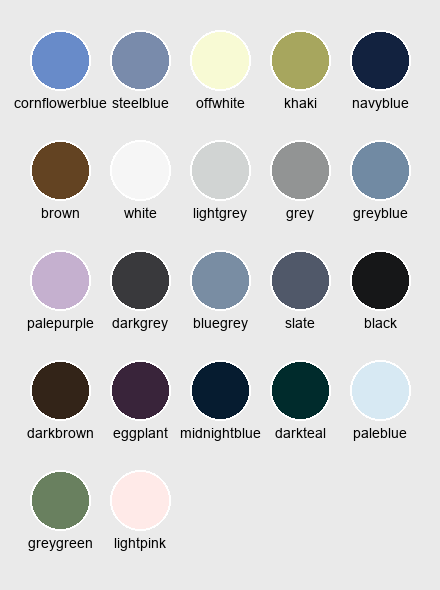 cornflowerblue steelblue offwhite khaki navyblue
brown white lightgrey grey greyblue
palepurple darkgrey bluegrey slate black
darkbrown eggplant midnightblue darkteal paleblue
greygreen lightpink